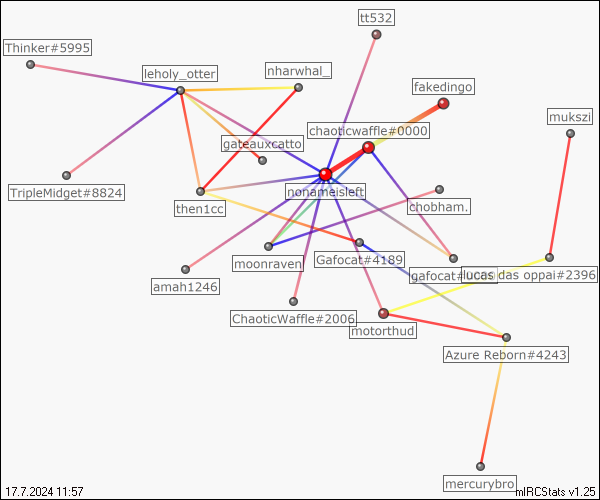 tt532
Thinker#5995
leholy_otter
nharwhal_
fakedingo
mukszi
chaoticwaffle#0000
gateauxcatto
TripleMidget#8824
nonameisleft
then1cc
chobham.
moonraven
Gafocat#4189
lucas das oppai#2396
amah1246
ChaoticWaffle#2006
motorthud
Azure Reborn#4243
mercurybro
17.7.2024 11:57
mIRCStats v1.25